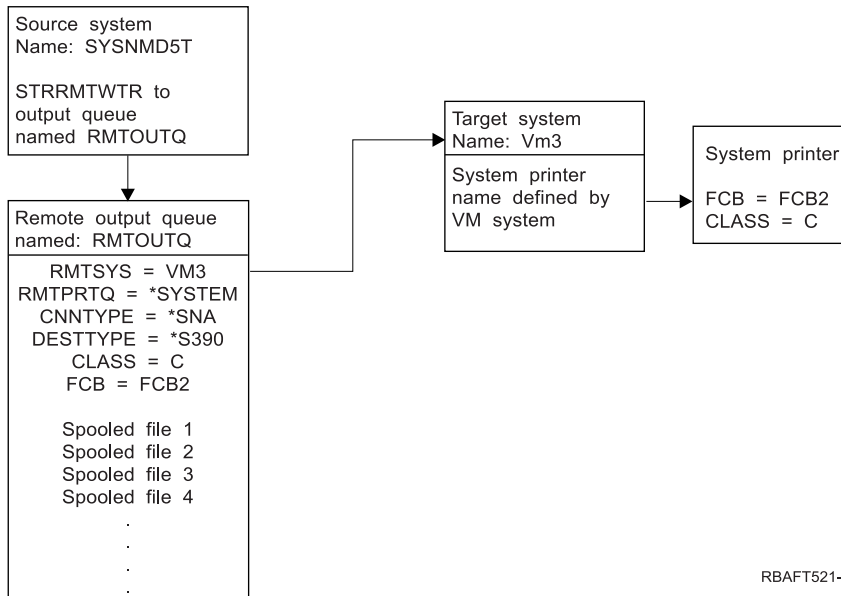 Source system
Name: SYSNMD5T
STRRMTWTR to
output queue
named RMTOUTQ
Remote output queue
named: RMTOUTQ
RMTSYS = VM3
RMTPRTQ = *SYSTEM
CNNTYPE = *SNA
DESTTYPE = *S390
CLASS = C
FCB = FCB2
Spooled file 1
Spooled file 2
Spooled file 3
Spooled file 4
.
.
.
.
Target system
Name: Vm3
System printer
name defined by
VM system
System printer
FCB = FCB2
CLASS = C
RBAFT521-